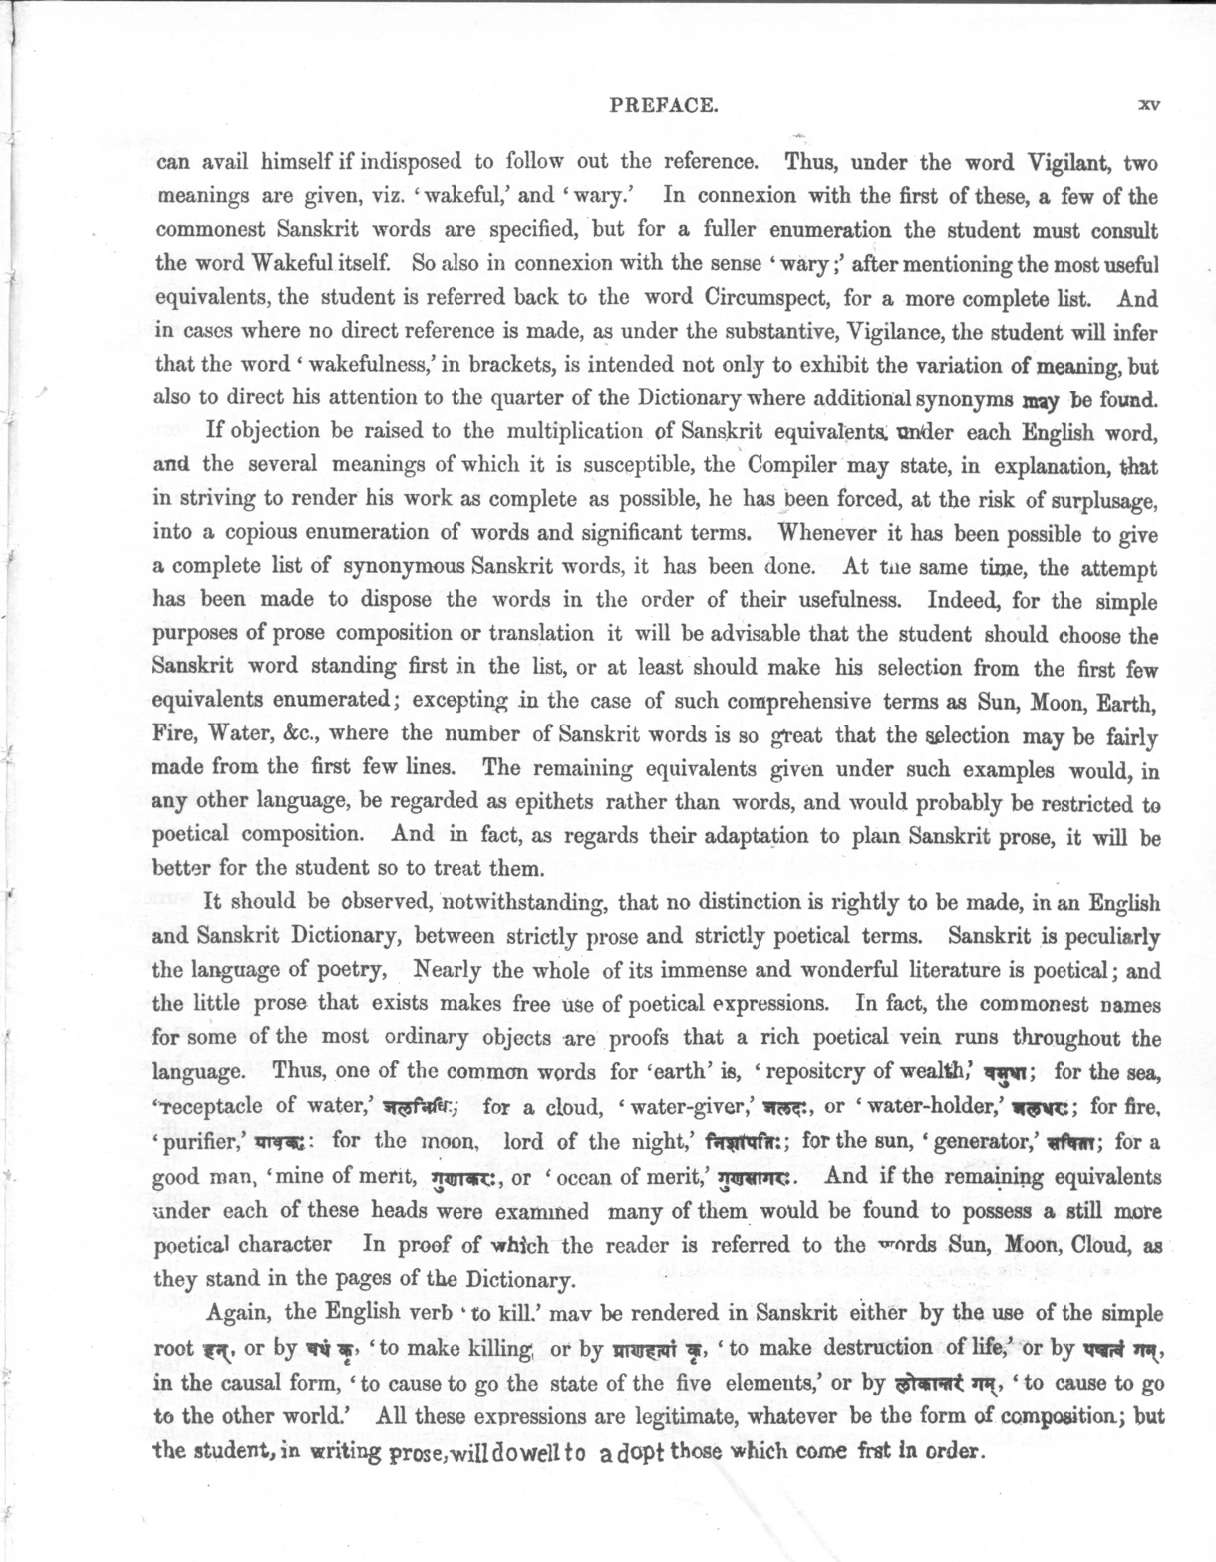 PREFACE. xv
can avail himself if indisposed to follow out the reference. Thus, under the word Vigilant, two
meanings are given, viz. ‘wakeful,’ and ‘wary.’ In connexion with the first of these, a few of the
commonest Sanskrit words are specified, but for a fuller enumeration the student must consult
the word Wakeful itself. So also in connexion with the sense ‘wary;’ after mentioning the most useful
equivalents, the student is referred back to the word Circumspect, for a more complete list. And
in cases where no direct reference is made, as under the substantive, Vigilance, the student will infer
that the word ‘wakefulness,’ in brackets, is intended not only to exhibit the variation of meaning, but
also to direct his attention to the quarter of the Dictionary where additional synonyms may be found.
If objection be raised to the multiplication of Sanskrit equivalents under each English word,
and the several meanings of which it is susceptible, the Compiler may state, in explanation, that
in striving to render his work as complete as possible, he has been forced, at the risk of surplusage,
into a copious enumeration of words and significant terms. Whenever it has been possible to give
a complete list of synonymous Sanskrit words, it has been done. At the same time, the attempt
has been made to dispose the words in the order of their usefulness. Indeed, for the simple
purposes of prose composition or translation it will be advisable that the student should choose the
Sanskrit word standing first in the list, or at least should make his selection from the first few
equivalents enumerated; excepting in the case of such comprehensive terms as Sun, Moon, Earth,
Fire, Water, &c., where the number of Sanskrit words is so great that the selection may be fairly
made from the first few lines. The remaining equivalents given under such examples would, in
any other language, be regarded as epithets rather than words, and would probably be restricted to
poetical composition. And in fact, as regards their adaptation to plain Sanskrit prose, it will be
better for the student so to treat them.
It should be observed, notwithstanding, that no distinction is rightly to be made, in an English
and Sanskrit Dictionary, between strictly prose and strictly poetical terms. Sanskrit is peculiarly
the language of poetry, Nearly the whole of its immense and wonderful literature is poetical; and
the little prose that exists makes free use of poetical expressions. In fact, the commonest names
for some of the most ordinary objects are proofs that a rich poetical vein runs throughout the
language. Thus, one of the common words for ‘earth’ is, ‘repository of wealth,’ वसुधा; for the sea,
‘receptacle of water,’ जलनिधिः; for a cloud, ‘water-giver,’ जलदः, or ‘water-holder,’ जलधरः; for fire,
‘purifier,’ पावकः: for the moon, lord of the night,’ निशापतिः; for the sun, ‘generator,’ सविता; for a
good man, ‘mine of merit, गुणाकरः, or ‘ocean of merit,’ गुणसागरः. And if the remaining equivalents
under each of these heads were examined many of them would be found to possess a still more
poetical character In proof of which the reader is referred to the words Sun, Moon, Cloud, as
they stand in the pages of the Dictionary.
Again, the English verb ‘to kill.’ may be rendered in Sanskrit either by the use of the simple
root हन्, or by वधं कृ, ‘to make killing or by प्राणहत्यां कृ, ‘to make destruction of life,’ or by पञ्चत्वं गम्,
in the causal form, ‘to cause to go the state of the five elements,’ or by लोकान्तरं गम्, ‘to cause to go
to the other world.’ All these expressions are legitimate, whatever be the form of composition; but
the student, in writing prose, will do well to adopt those which come frst in order.